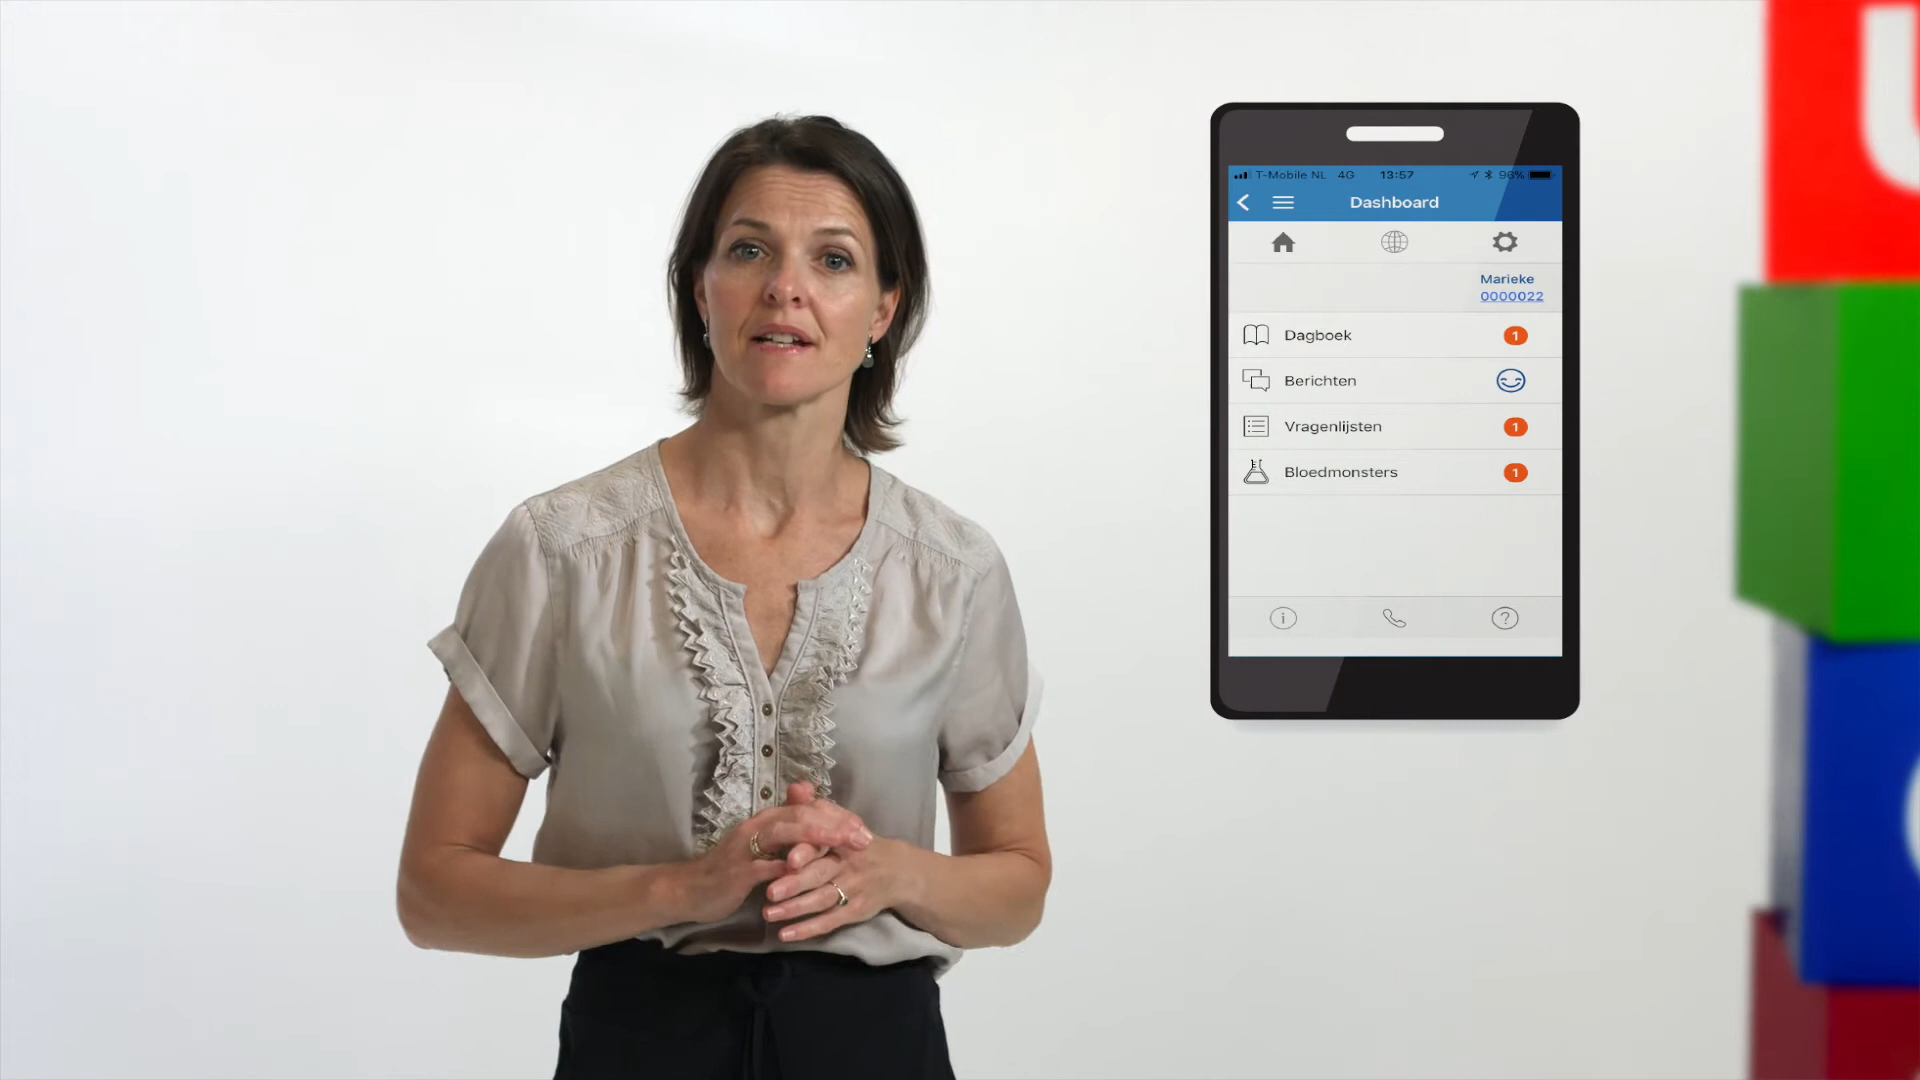 T-Mobile NL 4G 13:57 96%
Dashboard
Marieke
0000022
Dagboek 1
Berichten
Vragenlijsten 1
Bloedmonsters 1
i ?